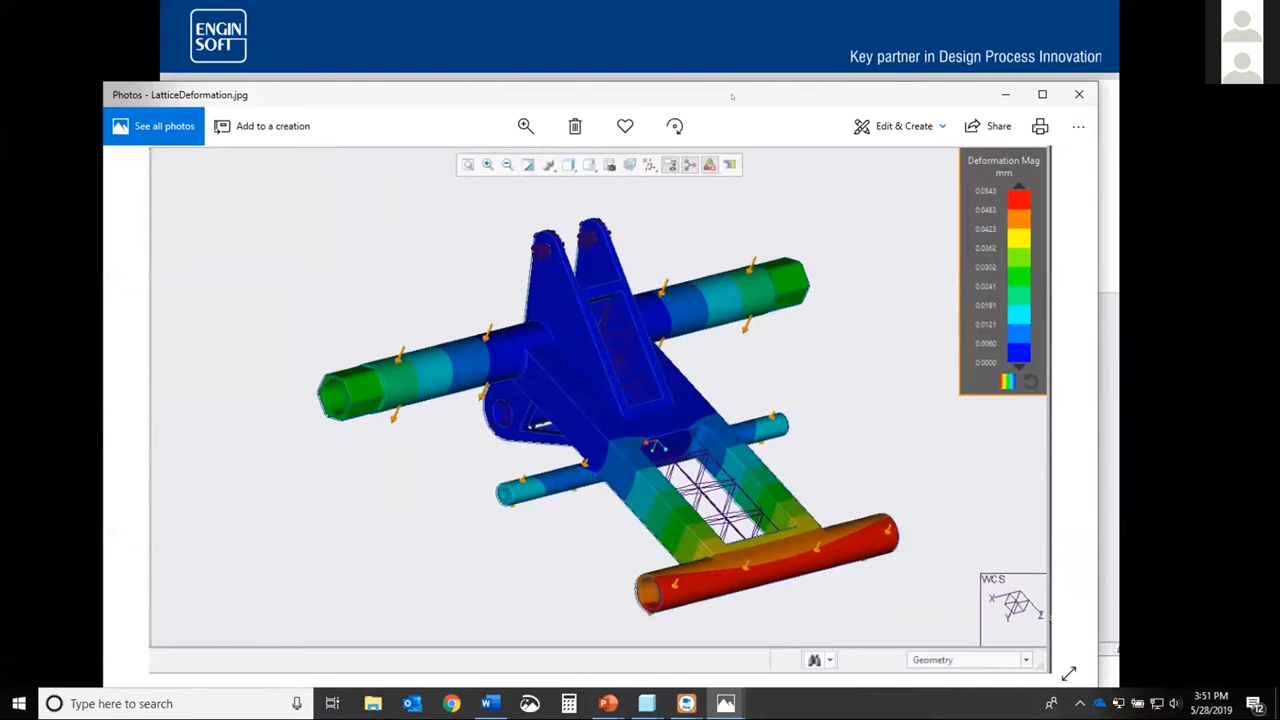 ENGIN
SOFT
Key partner in Design Process Innovation
Photos - LatticeDeformation.jpg
See all photos
Add to a creation
Edit & Create
Share
Deformation Mag
mm
0.0543
0.0483
0.0423
0.0362
0.0302
0.0241
0.0181
0.0121
0.0060
0.0000
WCS
X
Y
Z
Geometry
Type here to search
3:51 PM
5/28/2019
12